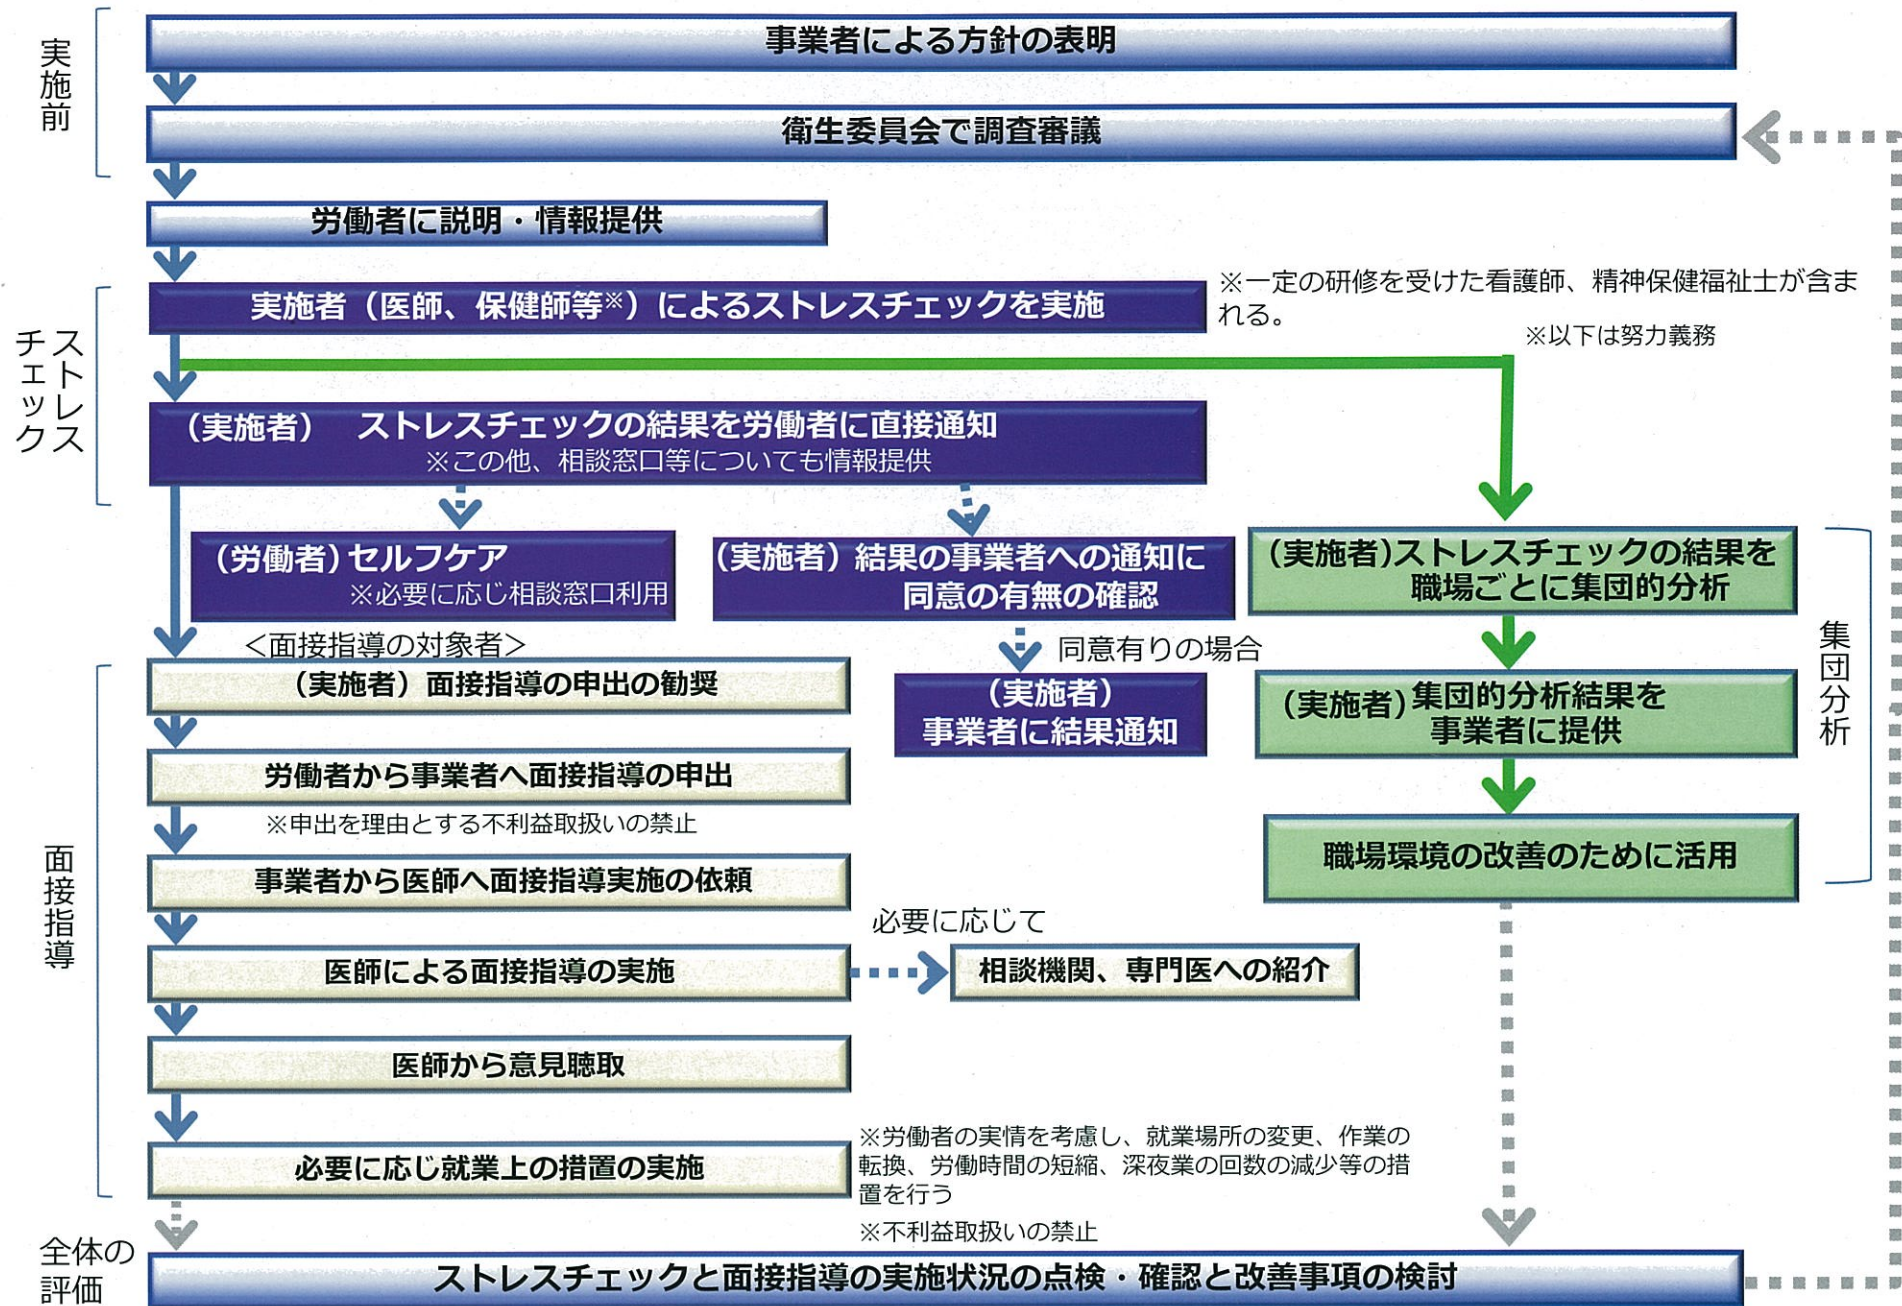 実施前
事業者による方針の表明
衛生委員会で調査審議
労働者に説明・情報提供
ストレス
チェック
実施者（医師、保健師等※）によるストレスチェックを実施
※一定の研修を受けた看護師、精神保健福祉士が含ま
れる。
※以下は努力義務
（実施者）　ストレスチェックの結果を労働者に直接通知
※この他、相談窓口等についても情報提供
（労働者）セルフケア
※必要に応じ相談窓口利用
（実施者）結果の事業者への通知に
同意の有無の確認
同意有りの場合
（実施者）
事業者に結果通知
集団分析
（実施者）ストレスチェックの結果を
職場ごとに集団的分析
（実施者）集団的分析結果を
事業者に提供
職場環境の改善のために活用
面接指導
＜面接指導の対象者＞
（実施者）面接指導の申出の勧奨
労働者から事業者へ面接指導の申出
※申出を理由とする不利益取扱いの禁止
事業者から医師へ面接指導実施の依頼
医師による面接指導の実施
必要に応じて
相談機関、専門医への紹介
医師から意見聴取
必要に応じ就業上の措置の実施
※労働者の実情を考慮し、就業場所の変更、作業の
転換、労働時間の短縮、深夜業の回数の減少等の措
置を行う
※不利益取扱いの禁止
全体の
評価
ストレスチェックと面接指導の実施状況の点検・確認と改善事項の検討